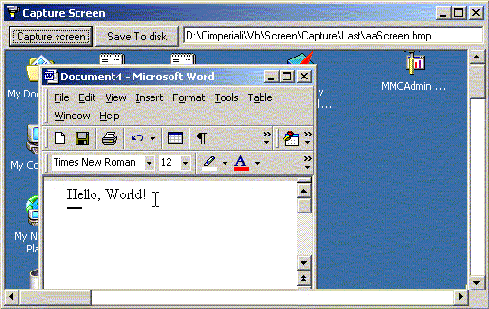 Capture Screen
Capture screen Save To disk D:\Cimperiali\Vb\Screen\Capture\Last\aaScreen.bmp
Document4 - Microsoft Word
My Do
MMCAdmin ...
File Edit View Insert Format Tools Table
Window Help
Times New Roman 12
My Co
Hello, World!
My N
Pla